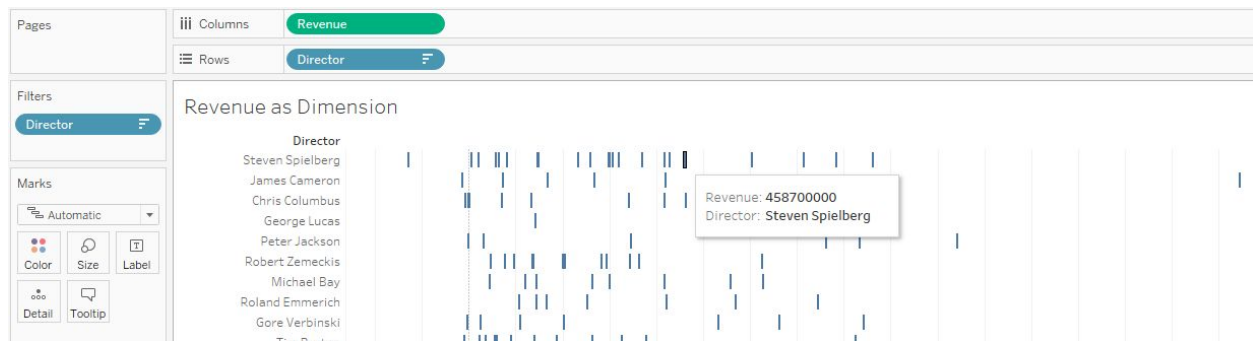 Pages
Columns
Revenue
Rows
Director
Filters
Director
Marks
Automatic
Color
Size
Label
Detail
Tooltip
Revenue as Dimension
Director
Steven Spielberg
James Cameron
Chris Columbus
George Lucas
Peter Jackson
Robert Zemeckis
Michael Bay
Roland Emmerich
Gore Verbinski
Revenue: 458700000
Director: Steven Spielberg